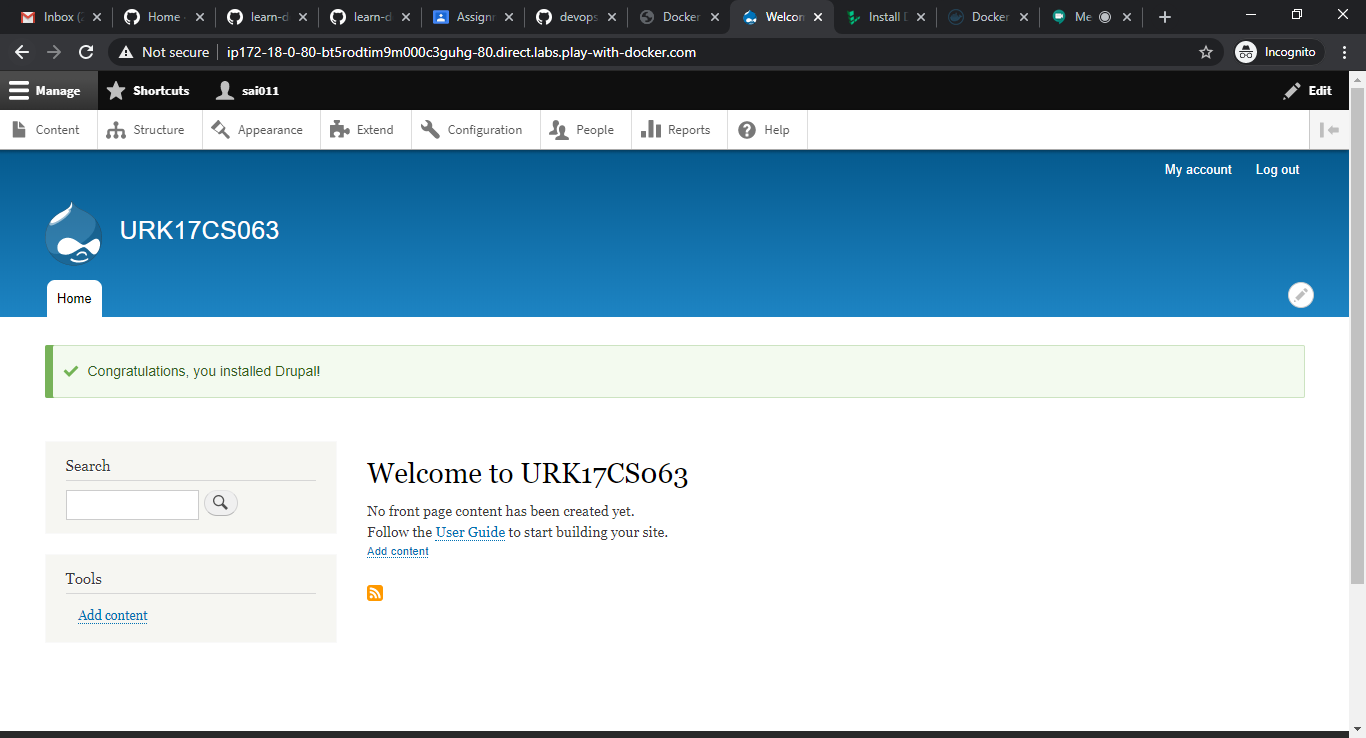 Inbox (2 Home learn-d learn-d Assignm devops Docker Welcom Install D Docker Me
Not secure ip172-18-0-80-bt5rodtim9m000c3guhg-80.direct.labs.play-with-docker.com Incognito
Manage Shortcuts sai011 Edit
Content Structure Appearance Extend Configuration People Reports Help
My account Log out
URK17CS063
Home
Congratulations, you installed Drupal!
Search
Welcome to URK17CS063
No front page content has been created yet.
Follow the User Guide to start building your site.
Add content
Tools
Add content